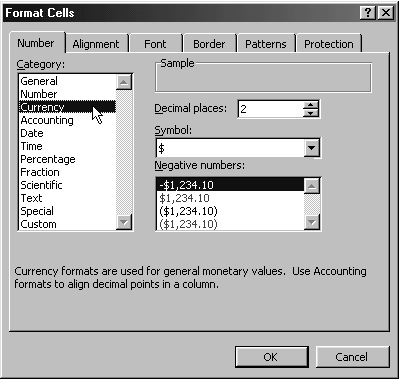 Format Cells
Number Alignment Font Border Patterns Protection
Category:
General
Number
Currency
Accounting
Date
Time
Percentage
Fraction
Scientific
Text
Special
Custom
Sample
Decimal places: 2
Symbol:
$
Negative numbers:
-$1,234.10
$1,234.10
($1,234.10)
($1,234.10)
Currency formats are used for general monetary values. Use Accounting
formats to align decimal points in a column.
OK Cancel